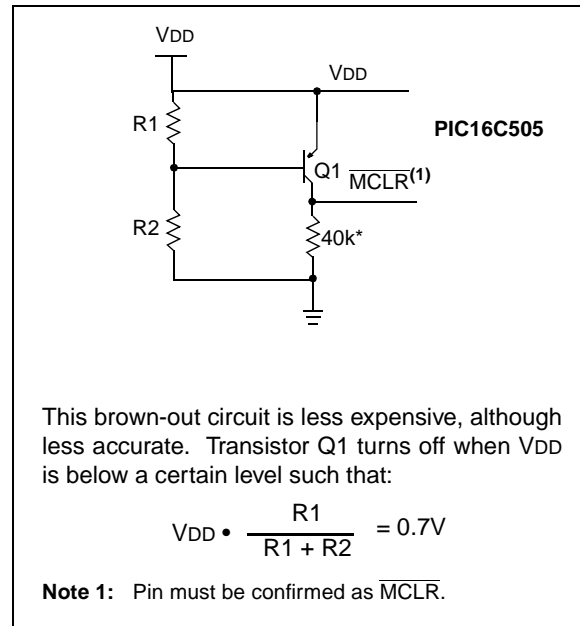 VDD
VDD
R1
PIC16C505
Q1
MCLR(1)
R2
40k*
This brown-out circuit is less expensive, although
less accurate. Transistor Q1 turns off when VDD
is below a certain level such that:
VDD • R1 / R1 + R2 = 0.7V
Note 1: Pin must be confirmed as MCLR.